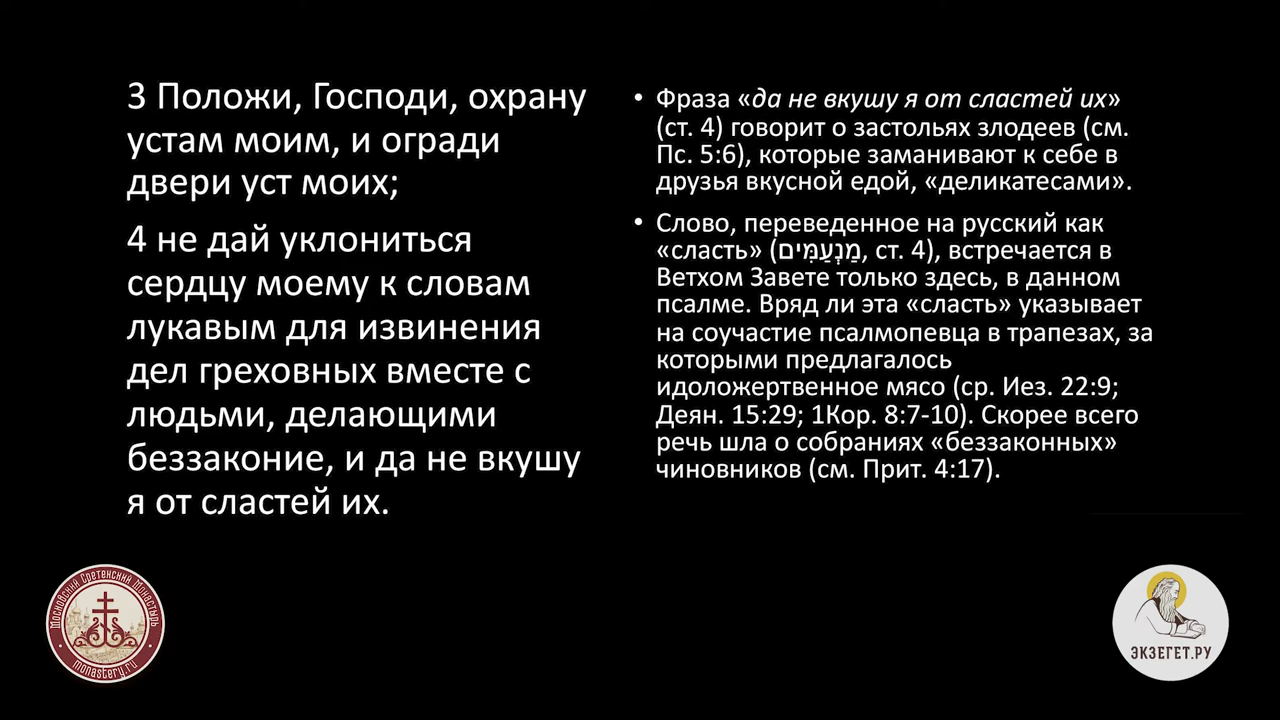 3 Положи, Господи, охрану
устам моим, и огради
двери уст моих;
4 не дай уклониться
сердцу моему к словам
лукавым для извинения
дел греховных вместе с
людьми, делающими
беззаконие, и да не вкушу
я от сластей их.
• Фраза «да не вкушу я от сластей их»
(ст. 4) говорит о застольях злодеев (см.
Пс. 5:6), которые заманивают к себе в
друзья вкусной едой, «деликатесами».
• Слово, переведенное на русский как
«сласть» (מַנְעַמִּים, ст. 4), встречается в
Ветхом Завете только здесь, в данном
псалме. Вряд ли эта «сласть» указывает
на соучастие псалмопевца в трапезах, за
которыми предлагалось
идоложертвенное мясо (ср. Иез. 22:9;
Деян. 15:29; 1Кор. 8:7-10). Скорее всего
речь шла о собраниях «беззаконных»
чиновников (см. Прит. 4:17).
Московский Сретенский Монастырь
monastery.ru
ЭКЗЕГЕТ.РУ